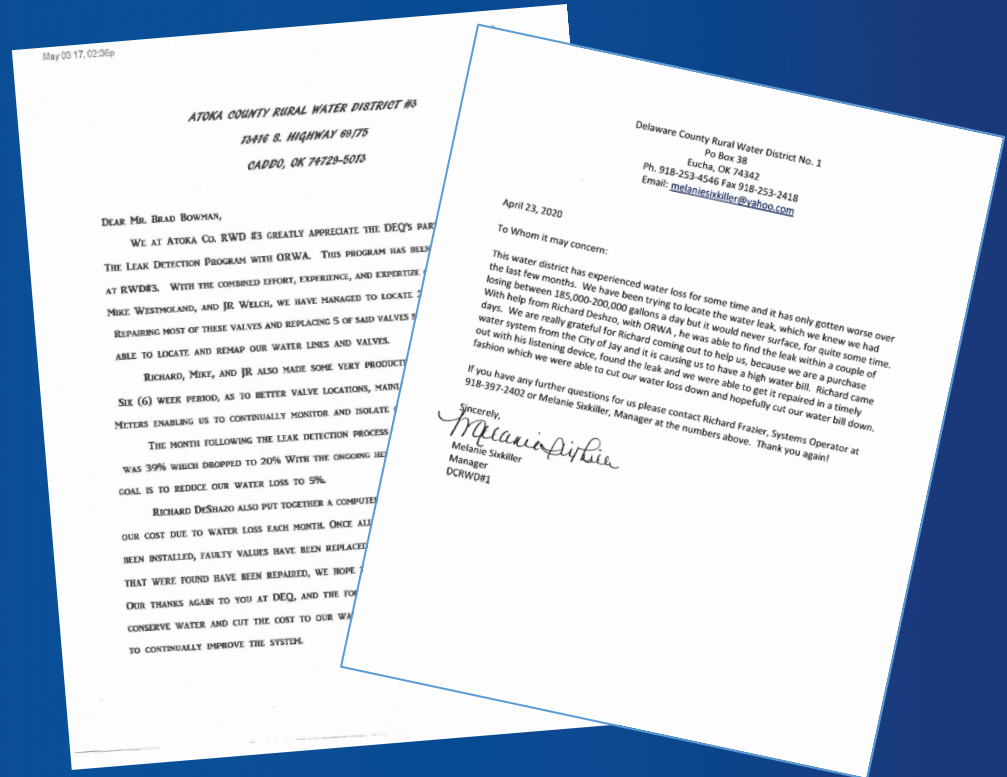 May 03 17, 02:36p
ATOKA COUNTY RURAL WATER DISTRICT #3
13416 S. HIGHWAY 69/75
CADDO, OK 74729-5013
DEAR MR. BRAD BOWMAN,
WE AT ATOKA CO. RWD #3 GREATLY APPRECIATE THE DEQ'S
THE LEAK DETECTION PROGRAM WITH ORWA. THIS PROGRAM HAS BEEN
AT RWD#3. WITH THE COMBINED EFFORT, EXPERIENCE, AND EXPERTIZE
MIKE WESTMOLAND, AND JR WELCH, WE HAVE MANAGED TO LOCATE
REPAIRING MOST OF THESE VALVES AND REPLACING 5 OF SAID VALVES
ABLE TO LOCATE AND REMAP OUR WATER LINES AND VALVES.
RICHARD, MIKE, AND JR ALSO MADE SOME VERY
SIX (6) WEEK PERIOD, AS TO BETTER VALVE LOCATIONS,
METERS ENABLING US TO CONTINUALLY MONITOR AND ISOLATE
THE MONTH FOLLOWING THE LEAK DETECTION PROCESS
WAS 39% WHICH DROPPED TO 20% WITH THE ONGOING
GOAL IS TO REDUCE OUR WATER LOSS TO 5%.
RICHARD DESHAZO ALSO PUT TOGETHER A
OUR COST DUE TO WATER LOSS EACH MONTH. ONCE ALL
BEEN INSTALLED, FAULTY VALUES HAVE BEEN REPLACED
THAT WERE FOUND HAVE BEEN REPAIRED, WE HOPE
OUR THANKS AGAIN TO YOU AT DEQ, AND THE
CONSERVE WATER AND CUT THE COST TO OUR
TO CONTINUALLY IMPROVE THE SYSTEM.
Delaware County Rural Water District No. 1
Po Box 38
Eucha, OK 74342
Ph. 918-253-4546 Fax 918-253-2418
Email: melaniesixkiller@yahoo.com
April 23, 2020
To Whom it may concern:
This water district has experienced water loss for some time and it has only gotten worse over
the last few months. We have been trying to locate the water leak, which we knew we had
losing between 185,000-200,000 gallons a day but it would never surface, for quite some time.
With help from Richard Deshzo, with ORWA , he was able to find the leak within a couple of
days. We are really grateful for Richard coming out to help us, because we are a purchase
water system from the City of Jay and it is causing us to have a high water bill. Richard came
out with his listening device, found the leak and we were able to get it repaired in a timely
fashion which we were able to cut our water loss down and hopefully cut our water bill down.
If you have any further questions for us please contact Richard Frazier, Systems Operator at
918-397-2402 or Melanie Sixkiller, Manager at the numbers above. Thank you again!
Sincerely,
Melanie Sixkiller
Melanie Sixkiller
Manager
DCRWD#1